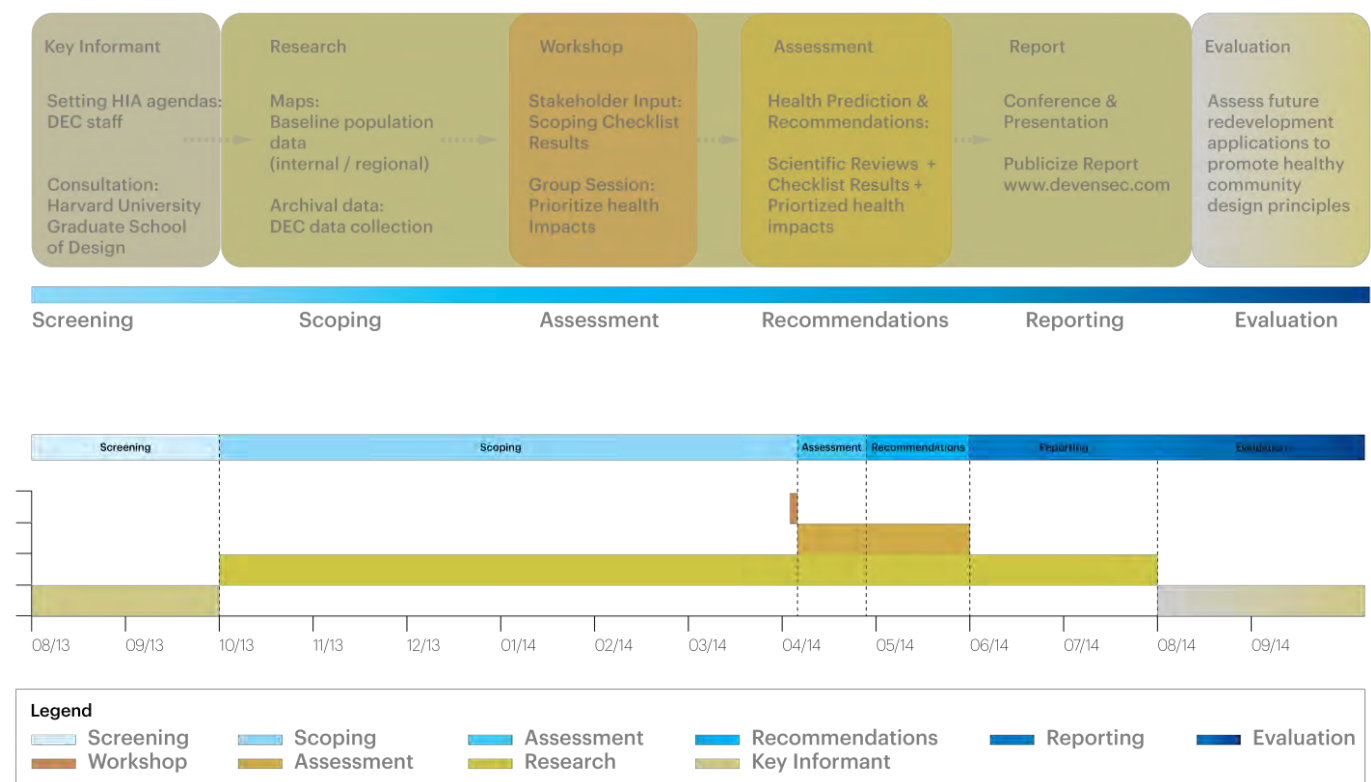 Key Informant
Setting HIA agendas:
DEC staff
Consultation:
Harvard University
Graduate School
of Design
Research
Maps:
Baseline population
data
(internal / regional)
Archival data:
DEC data collection
Workshop
Stakeholder Input:
Scoping Checklist
Results
Group Session:
Prioritize health
Impacts
Assessment
Health Prediction &
Recommendations:
Scientific Reviews +
Checklist Results +
Priortized health
impacts
Report
Conference &
Presentation
Publicize Report
www.devensec.com
Evaluation
Assess future
redevelopment
applications to
promote healthy
community
design principles
Screening Scoping Assessment Recommendations Reporting Evaluation
Screening Scoping Assessment Recommendations Reporting Evaluation
08/13 09/13 10/13 11/13 12/13 01/14 02/14 03/14 04/14 05/14 06/14 07/14 08/14 09/14
Legend
Screening Scoping Assessment Recommendations Reporting Evaluation
Workshop Assessment Research Key Informant